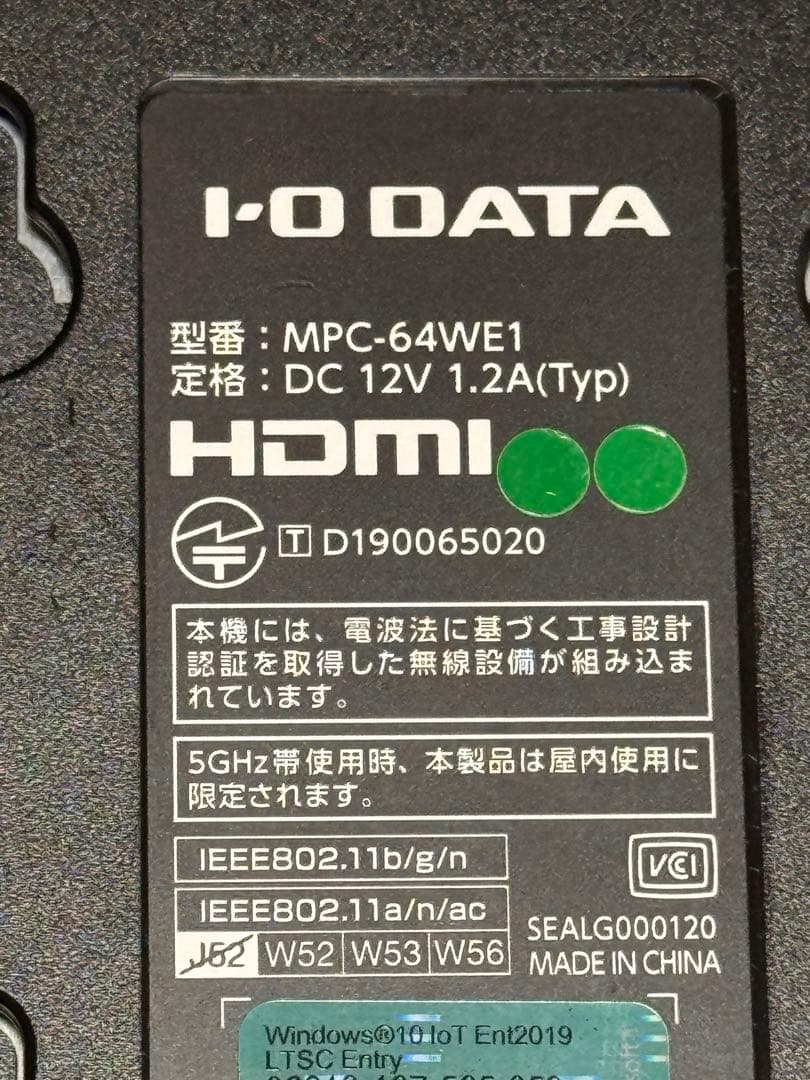 I-O DATA
型番：MPC-64WE1
定格：DC 12V 1.2A(Typ)
HDMI
T D190065020
本機には、電波法に基づく工事設計
認証を取得した無線設備が組み込ま
れています。
5GHz帯使用時、本製品は屋内使用に
限定されます。
IEEE802.11b/g/n
IEEE802.11a/n/ac
J52 W52 W53 W56
VCCI
SEALG000120
MADE IN CHINA
Windows®10 IoT Ent2019
LTSC Entry